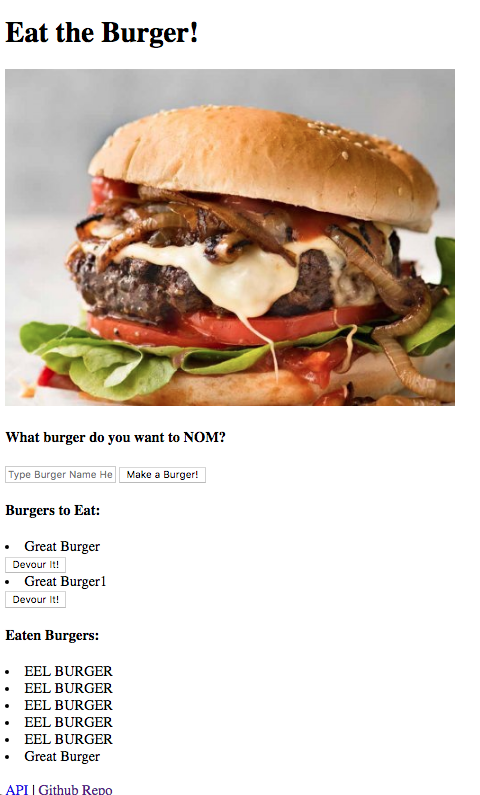 Eat the Burger!
What burger do you want to NOM?
Type Burger Name He Make a Burger!
Burgers to Eat:
Great Burger
Devour It!
Great Burger1
Devour It!
Eaten Burgers:
EEL BURGER
EEL BURGER
EEL BURGER
EEL BURGER
EEL BURGER
Great Burger
API | Github Repo